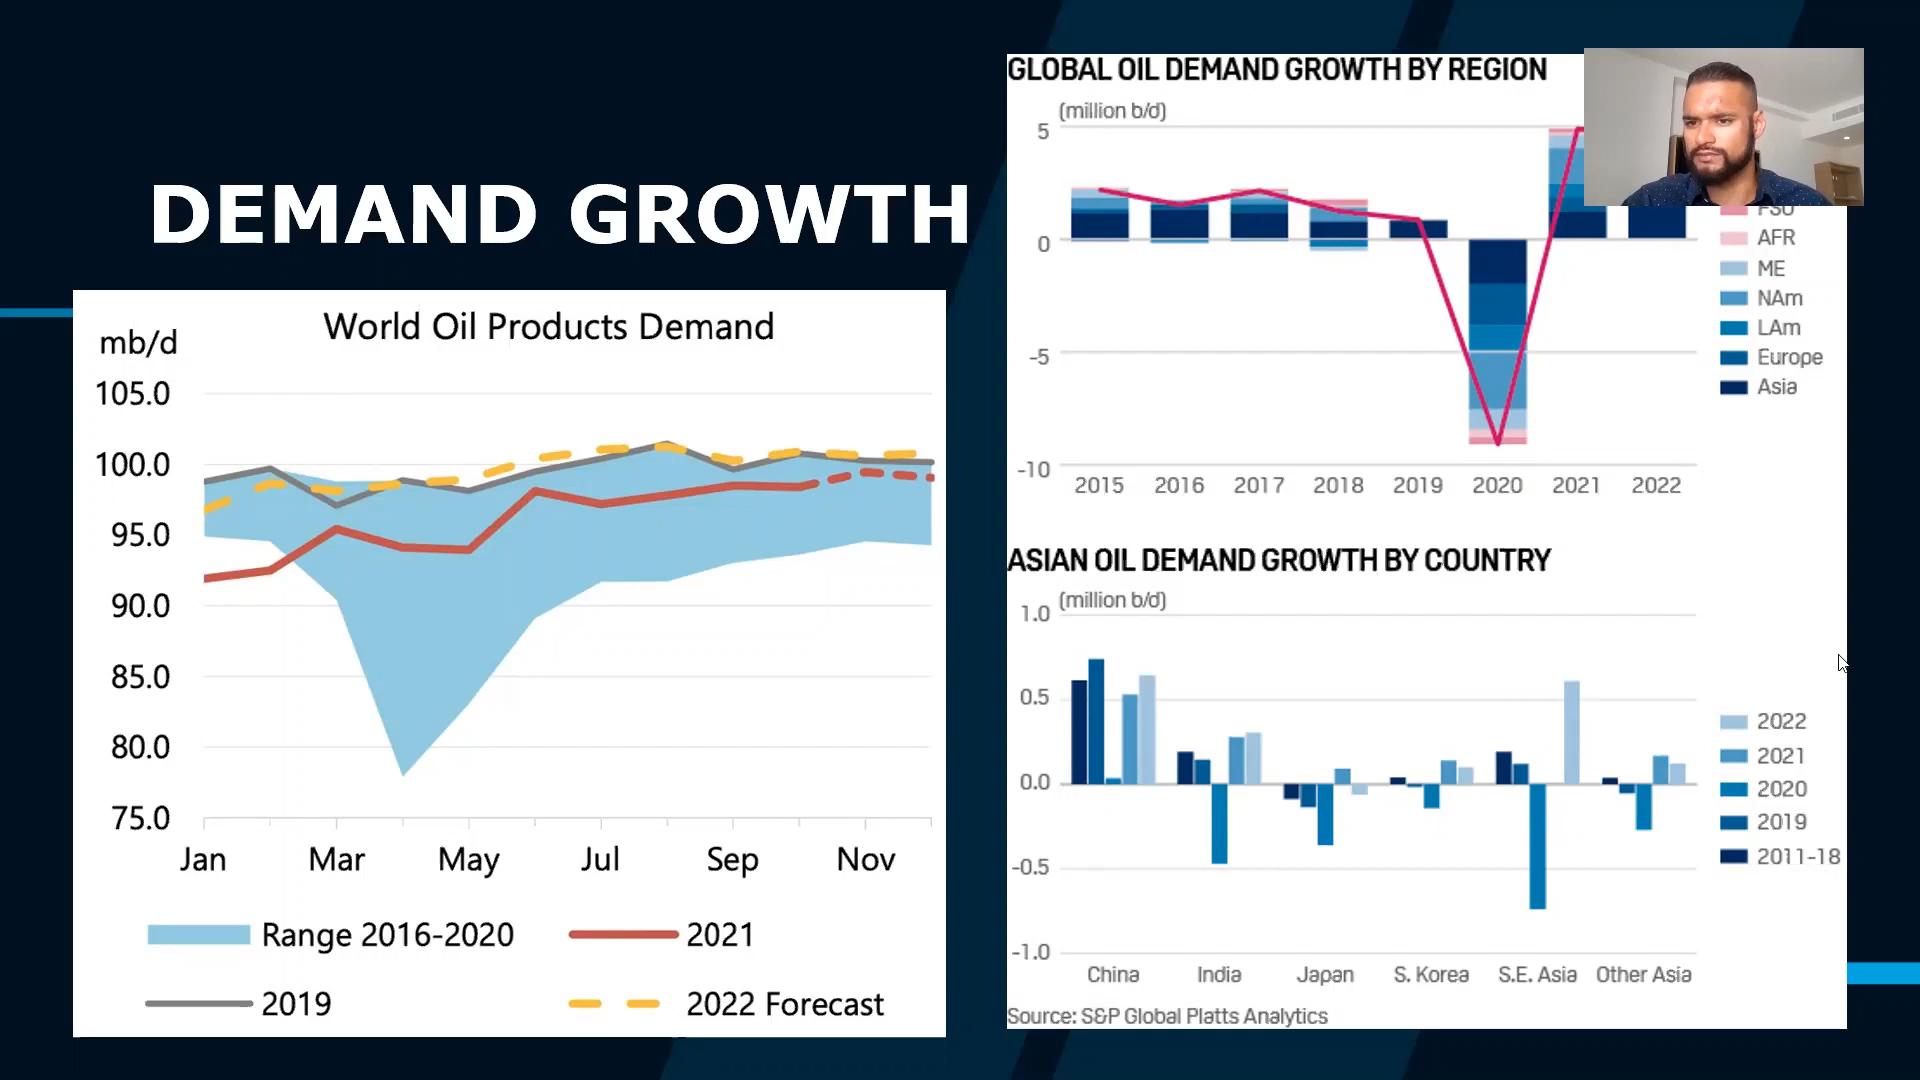 DEMAND GROWTH
World Oil Products Demand
mb/d
105.0
100.0
95.0
90.0
85.0
80.0
75.0
Jan Mar May Jul Sep Nov
Range 2016-2020 2021
2019 2022 Forecast
GLOBAL OIL DEMAND GROWTH BY REGION
(million b/d)
5
0
-5
-10
2015 2016 2017 2018 2019 2020 2021 2022
FSU
AFR
ME
NAm
LAm
Europe
Asia
ASIAN OIL DEMAND GROWTH BY COUNTRY
(million b/d)
1.0
0.5
0.0
-0.5
-1.0
China India Japan S. Korea S.E. Asia Other Asia
2022
2021
2020
2019
2011-18
Source: S&P Global Platts Analytics